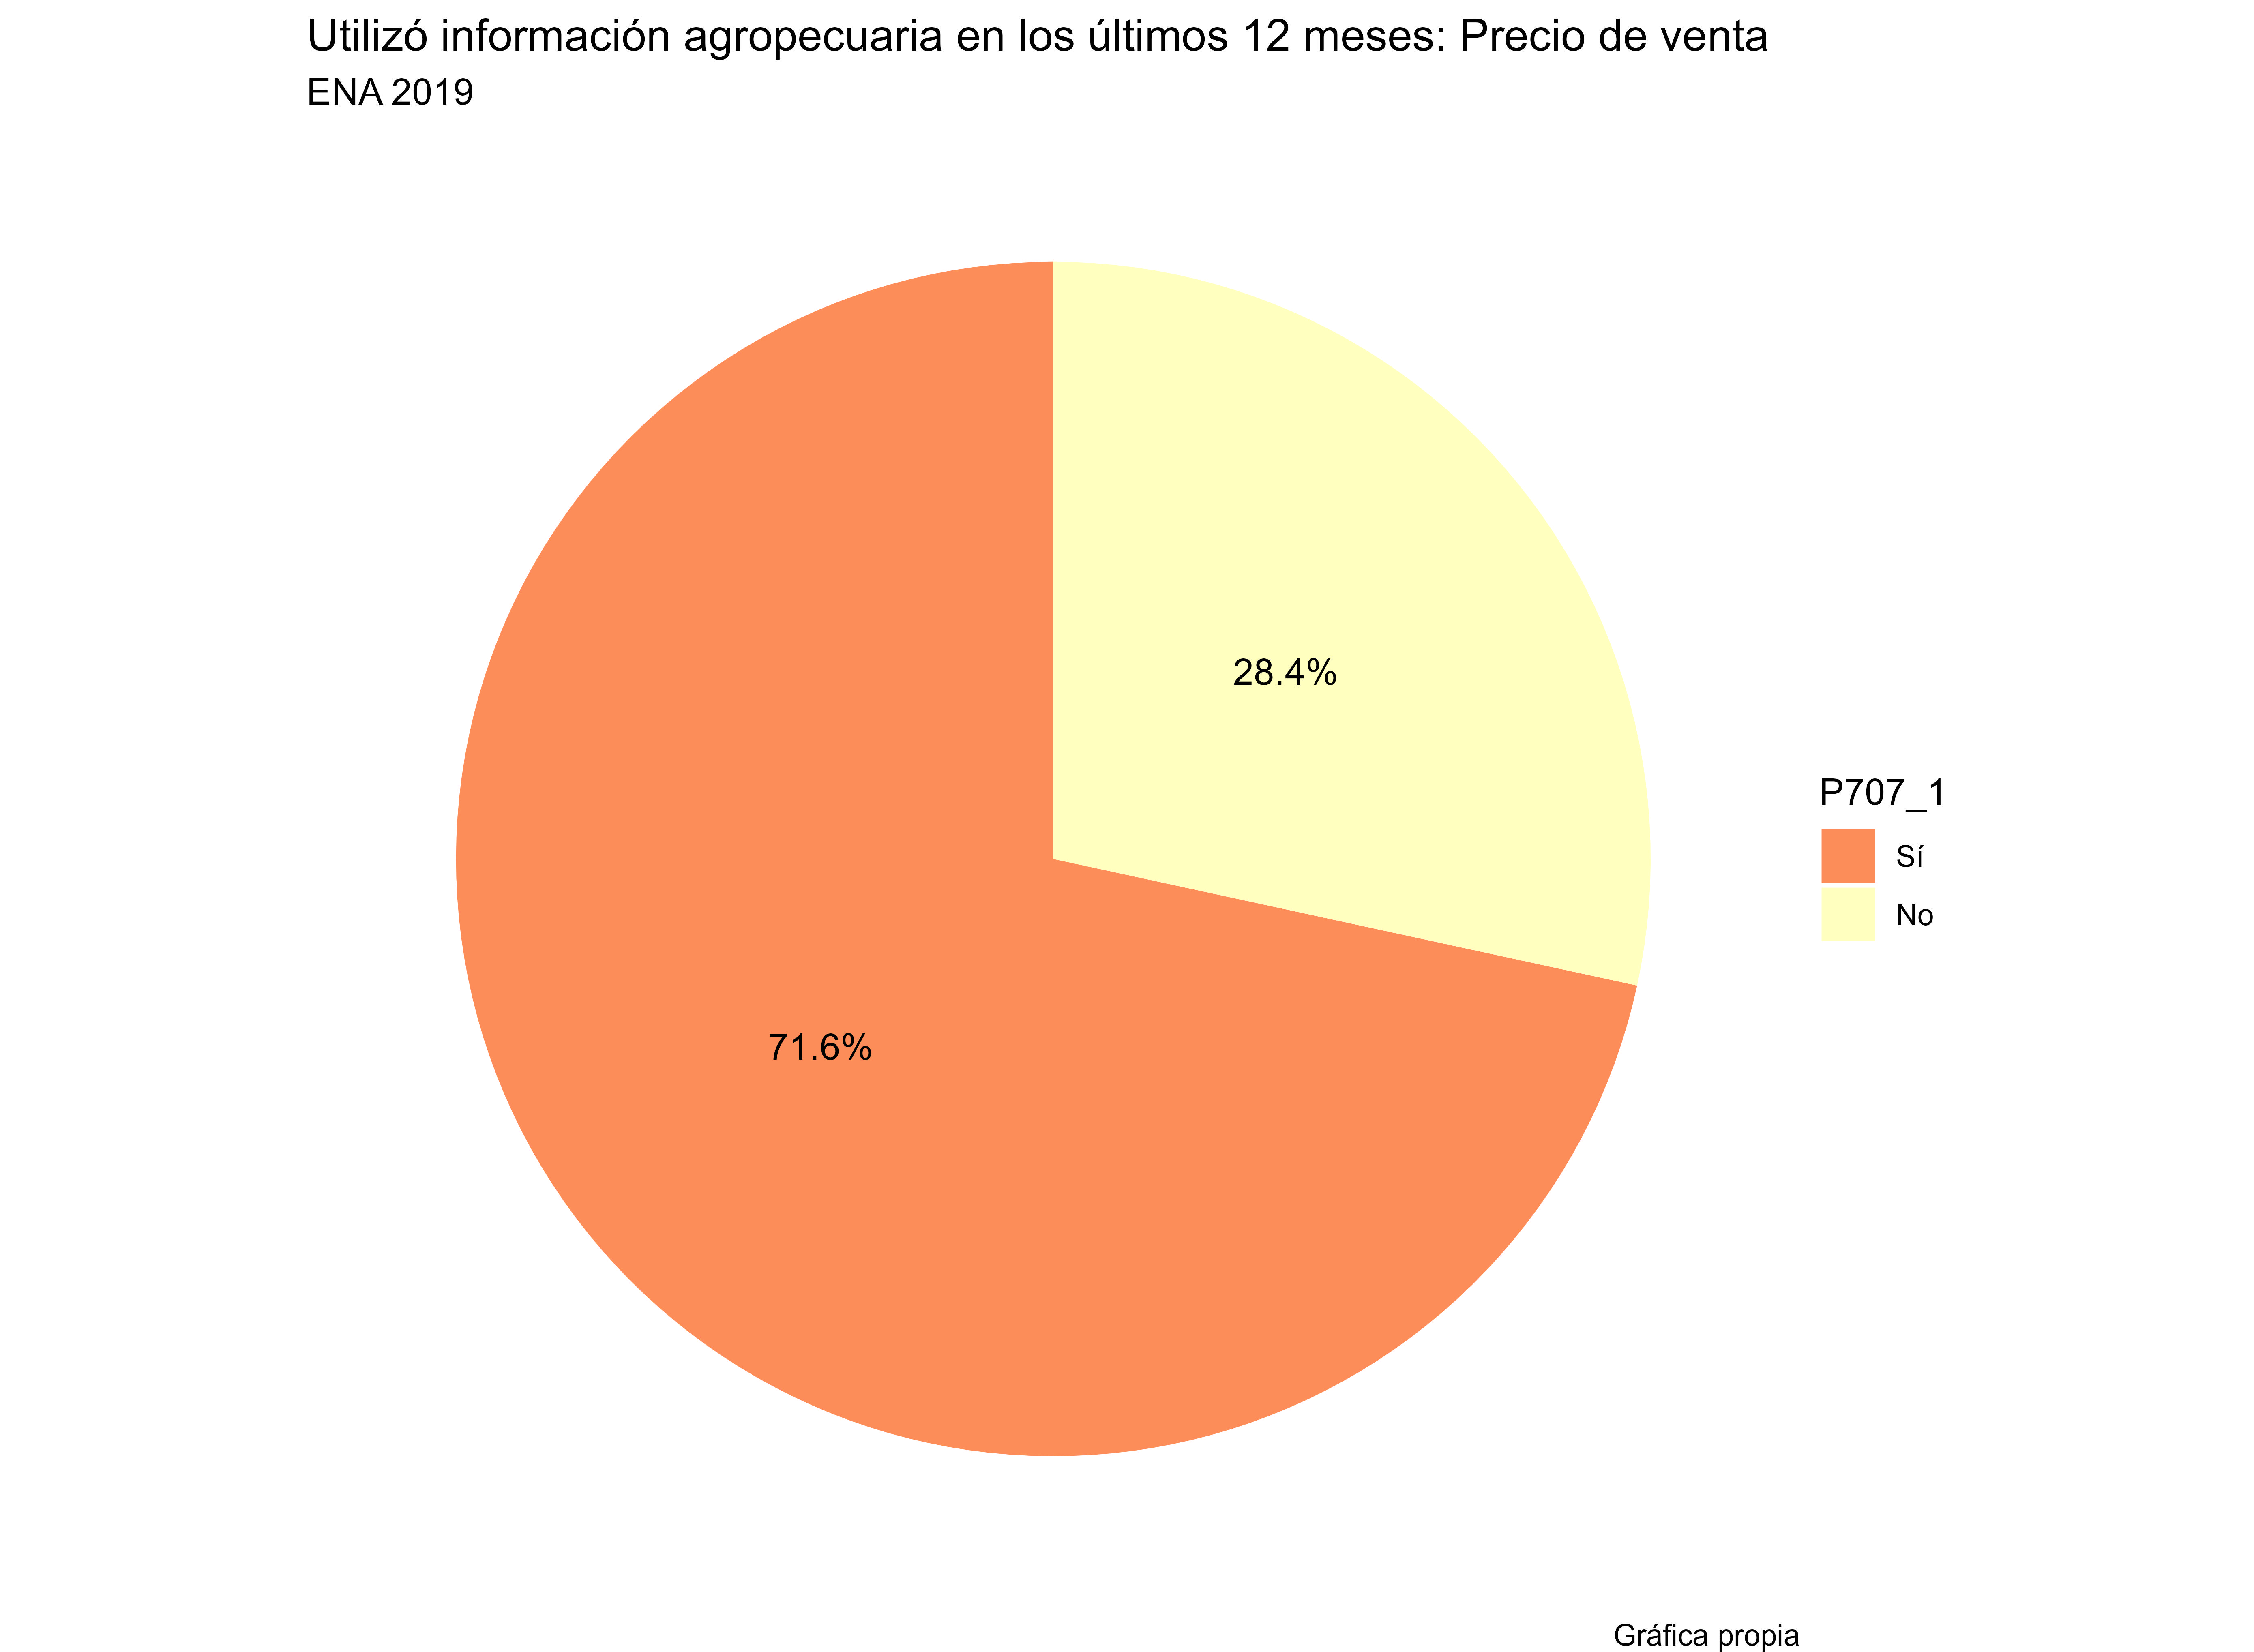 Utilizó información agropecuaria en los últimos 12 meses: Precio de venta
ENA 2019
28.4%
71.6%
P707_1
Sí
No
Gráfica propia